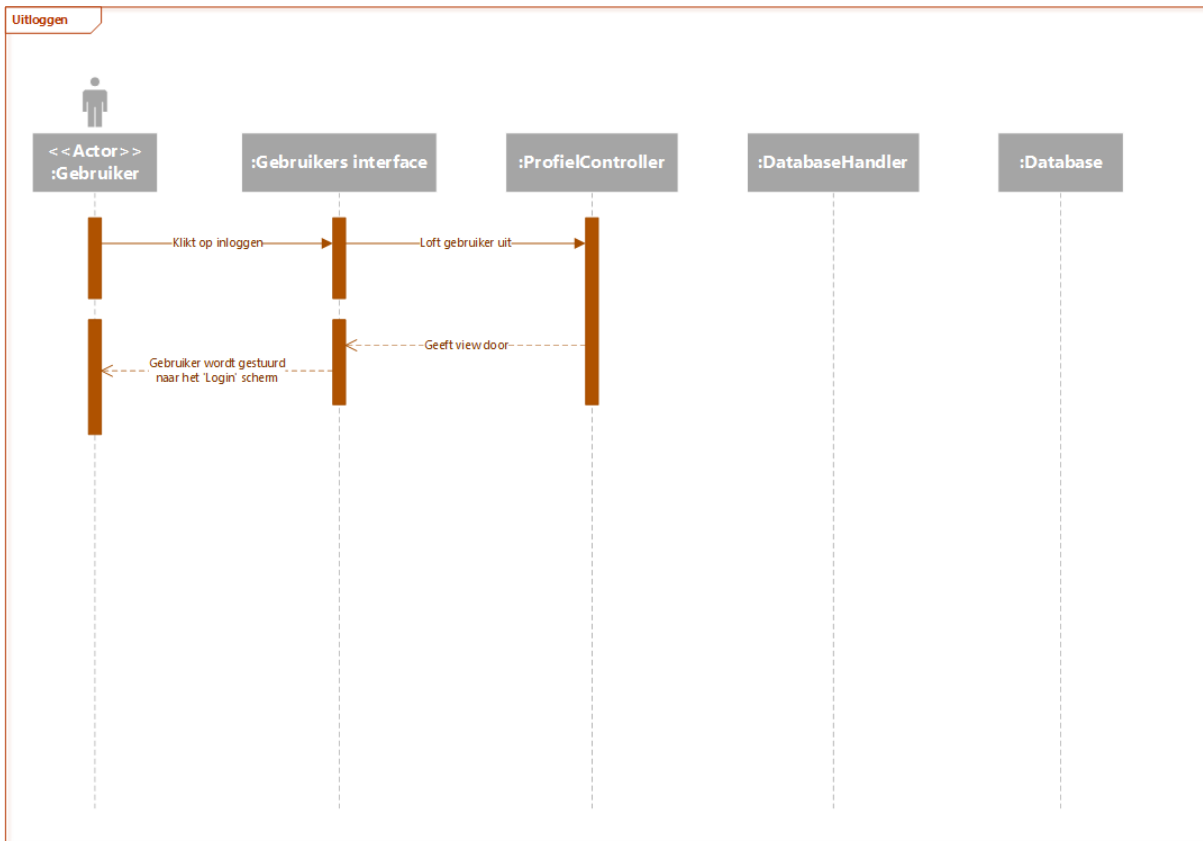 Uitloggen
<<Actor>>
:Gebruiker
:Gebruikers interface
:ProfielController
:DatabaseHandler
:Database
Klikt op inloggen
Loft gebruiker uit
Geeft view door
Gebruiker wordt gestuurd
naar het 'Login' scherm